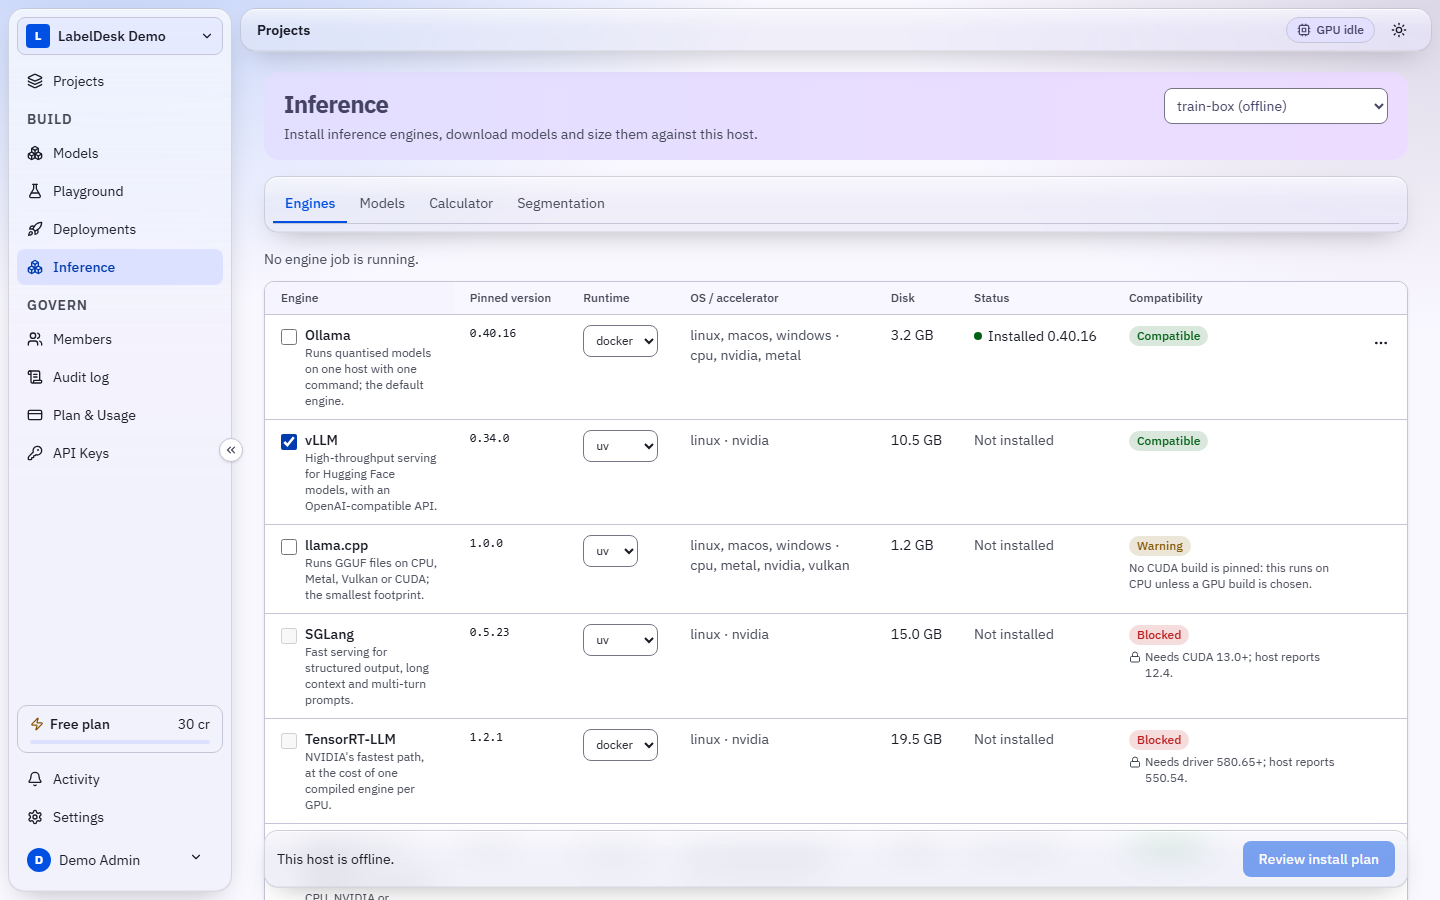 L LabelDesk Demo
Projects
BUILD
Models
Playground
Deployments
Inference
GOVERN
Members
Audit log
Plan & Usage
API Keys
Free plan 30 cr
Activity
Settings
D Demo Admin
Projects
GPU idle
Inference
Install inference engines, download models and size them against this host.
train-box (offline)
Engines Models Calculator Segmentation
No engine job is running.
Engine Pinned version Runtime OS / accelerator Disk Status Compatibility
Ollama 0.40.16 docker linux, macos, windows · 3.2 GB Installed 0.40.16 Compatible
cpu, nvidia, metal
Runs quantised models
on one host with one
command; the default
engine.
vLLM 0.34.0 uv linux · nvidia 10.5 GB Not installed Compatible
High-throughput serving
for Hugging Face
models, with an
OpenAI-compatible API.
llama.cpp 1.0.0 uv linux, macos, windows · 1.2 GB Not installed Warning
cpu, metal, nvidia, vulkan
Runs GGUF files on CPU,
Metal, Vulkan or CUDA;
the smallest footprint.
No CUDA build is pinned: this runs on
CPU unless a GPU build is chosen.
SGLang 0.5.23 uv linux · nvidia 15.0 GB Not installed Blocked
Fast serving for
structured output, long
context and multi-turn
prompts.
Needs CUDA 13.0+; host reports
12.4.
TensorRT-LLM 1.2.1 docker linux · nvidia 19.5 GB Not installed Blocked
NVIDIA's fastest path,
at the cost of one
compiled engine per
GPU.
Needs driver 580.65+; host reports
550.54.
This host is offline.
Review install plan
CPU, NVIDIA or